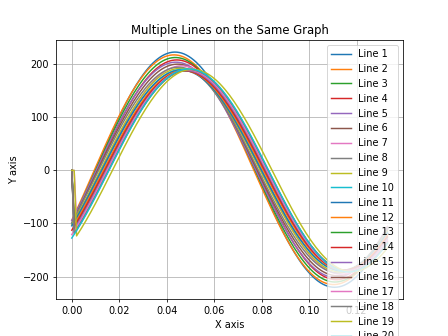 Multiple Lines on the Same Graph
Y axis
200
100
0
−100
−200
0.00
0.02
0.04
0.06
0.08
0.10
X axis
Line 1
Line 2
Line 3
Line 4
Line 5
Line 6
Line 7
Line 8
Line 9
Line 10
Line 11
Line 12
Line 13
Line 14
Line 15
Line 16
Line 17
Line 18
Line 19
Line 20